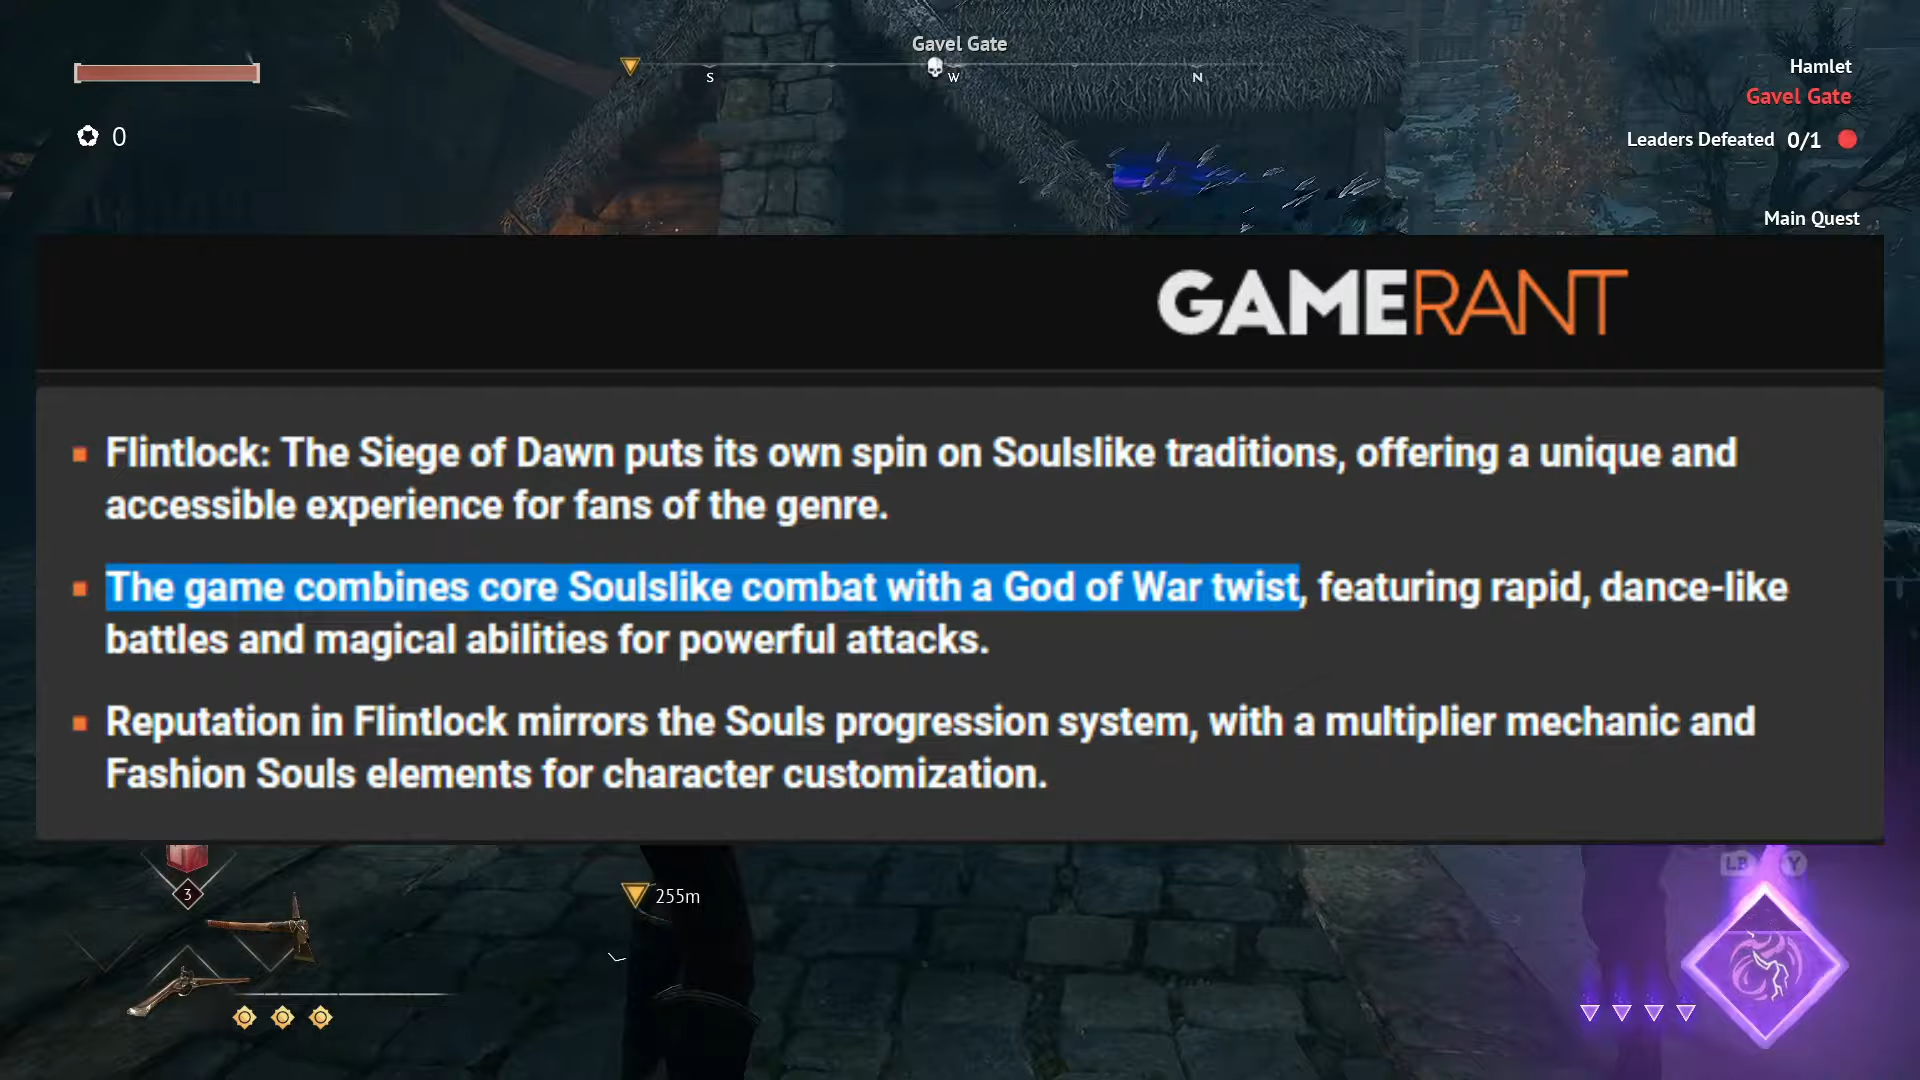 Gavel Gate
S
W
N
Hamlet
Gavel Gate
0
Leaders Defeated 0/1
Main Quest
GAMERANT
Flintlock: The Siege of Dawn puts its own spin on Soulslike traditions, offering a unique and
accessible experience for fans of the genre.
The game combines core Soulslike combat with a God of War twist, featuring rapid, dance-like
battles and magical abilities for powerful attacks.
Reputation in Flintlock mirrors the Souls progression system, with a multiplier mechanic and
Fashion Souls elements for character customization.
LB Y
3
255m